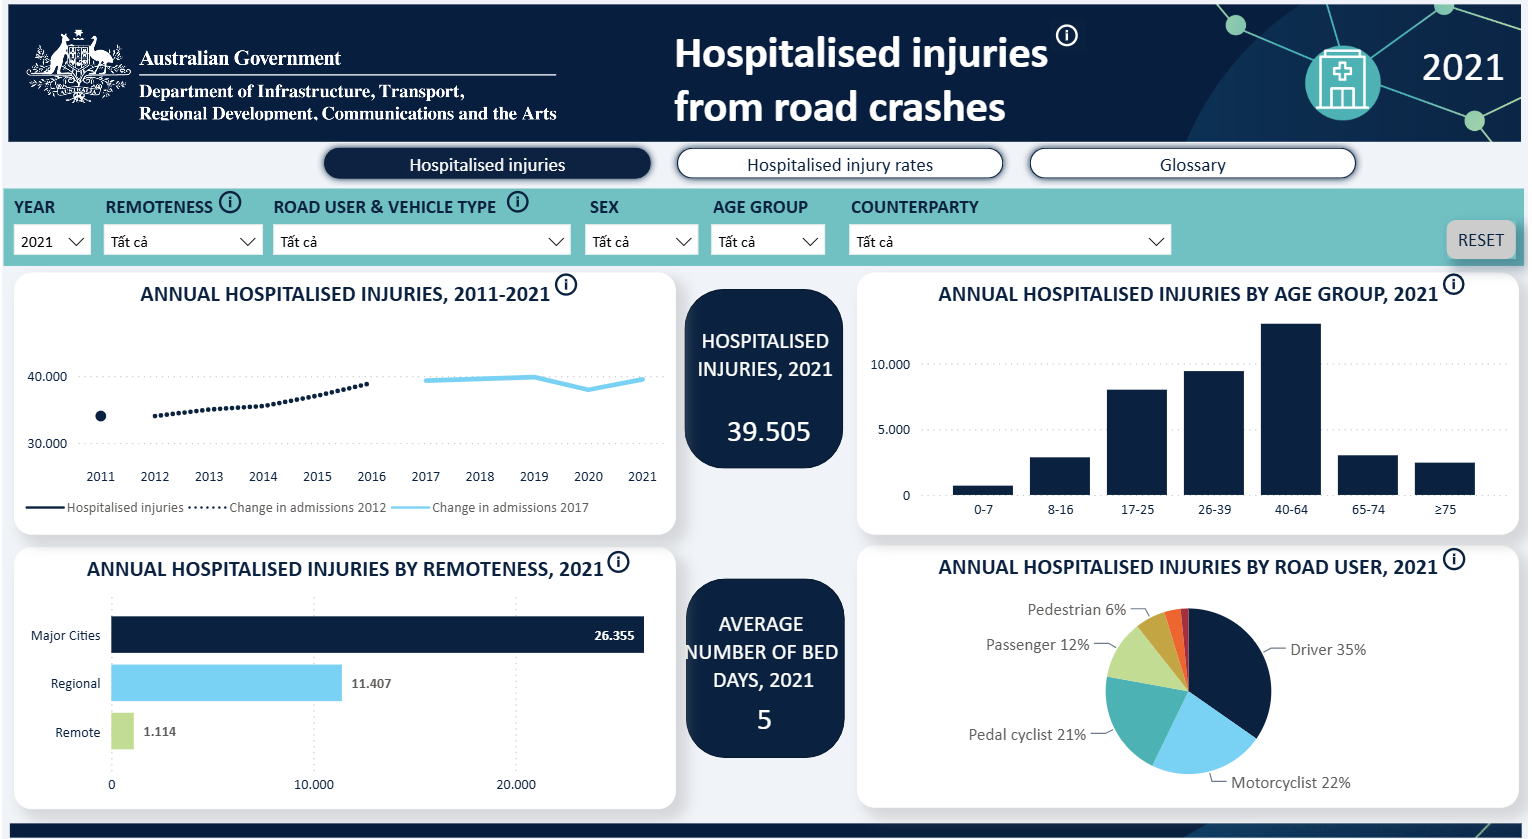 Australian Government
Department of Infrastructure, Transport,
Regional Development, Communications and the Arts
Hospitalised injuries
from road crashes
2021
Hospitalised injuries
Hospitalised injury rates
Glossary
YEAR
REMOTENESS
ROAD USER & VEHICLE TYPE
SEX
AGE GROUP
COUNTERPARTY
2021
Tất cả
Tất cả
Tất cả
Tất cả
Tất cả
RESET
ANNUAL HOSPITALISED INJURIES, 2011-2021
40.000
30.000
2011 2012 2013 2014 2015 2016 2017 2018 2019 2020 2021
Hospitalised injuries Change in admissions 2012 Change in admissions 2017
HOSPITALISED
INJURIES, 2021
39.505
ANNUAL HOSPITALISED INJURIES BY AGE GROUP, 2021
10.000
5.000
0
0-7 8-16 17-25 26-39 40-64 65-74 ≥75
ANNUAL HOSPITALISED INJURIES BY REMOTENESS, 2021
Major Cities 26.355
Regional 11.407
Remote 1.114
0 10.000 20.000
AVERAGE
NUMBER OF BED
DAYS, 2021
5
ANNUAL HOSPITALISED INJURIES BY ROAD USER, 2021
Pedestrian 6%
Passenger 12%
Driver 35%
Pedal cyclist 21%
Motorcyclist 22%